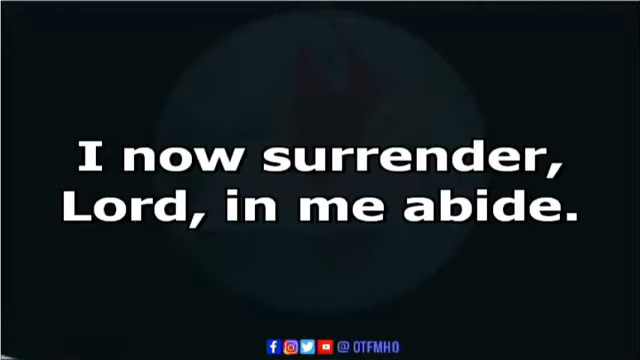 I now surrender,
Lord, in me abide.
@ OTFMHQ